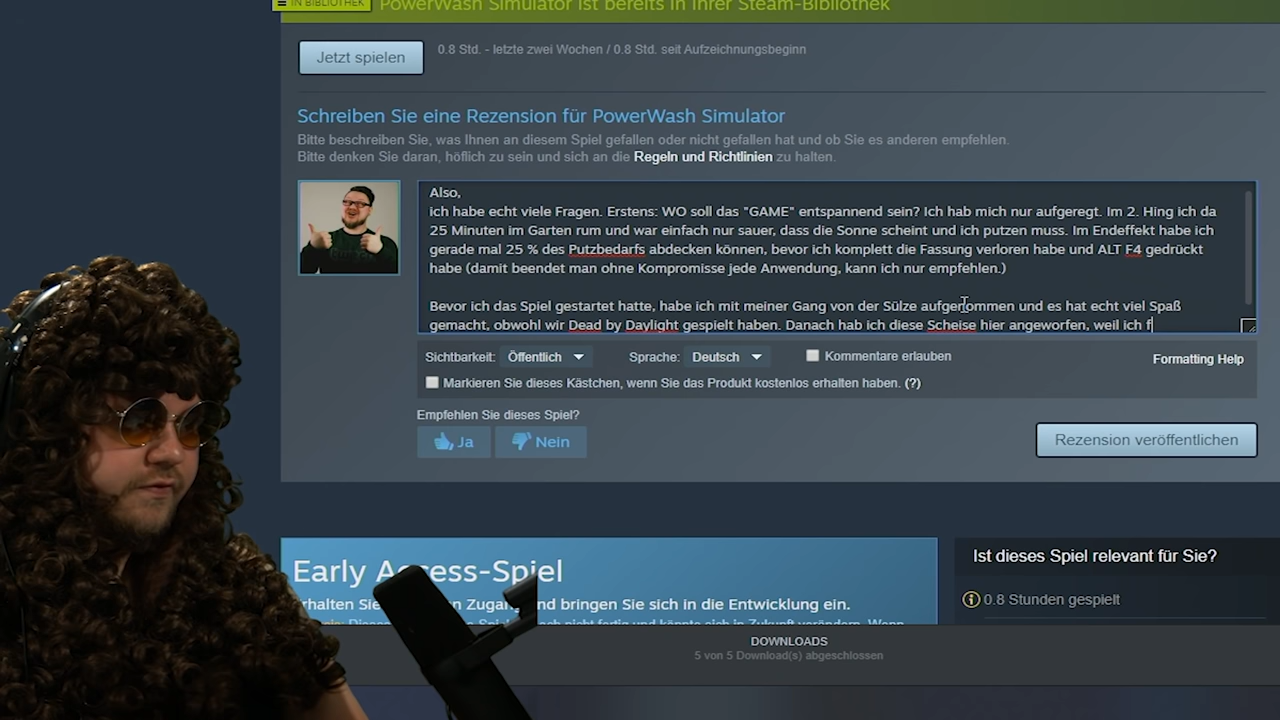 IN BIBLIOTHEK
PowerWash Simulator ist bereits in Ihrer Steam-Bibliothek
Jetzt spielen
0.8 Std. - letzte zwei Wochen / 0.8 Std. seit Aufzeichnungsbeginn
Schreiben Sie eine Rezension für PowerWash Simulator
Bitte beschreiben Sie, was Ihnen an diesem Spiel gefallen oder nicht gefallen hat und ob Sie es anderen empfehlen.
Bitte denken Sie daran, höflich zu sein und sich an die Regeln und Richtlinien zu halten.
Also,
ich habe echt viele Fragen. Erstens: WO soll das "GAME" entspannend sein? Ich hab mich nur aufgeregt. Im 2. Hing ich da
25 Minuten im Garten rum und war einfach nur sauer, dass die Sonne scheint und ich putzen muss. Im Endeffekt habe ich
gerade mal 25 % des Putzbedarfs abdecken können, bevor ich komplett die Fassung verloren habe und ALT F4 gedrückt
habe (damit beendet man ohne Kompromisse jede Anwendung, kann ich nur empfehlen.)
Bevor ich das Spiel gestartet hatte, habe ich mit meiner Gang von der Sülze aufgenommen und es hat echt viel Spaß
gemacht, obwohl wir Dead by Daylight gespielt haben. Danach hab ich diese Scheise hier angeworfen, weil ich f
Sichtbarkeit: Öffentlich Sprache: Deutsch Kommentare erlauben
Formatting Help
Markieren Sie dieses Kästchen, wenn Sie das Produkt kostenlos erhalten haben. (?)
Empfehlen Sie dieses Spiel?
Ja Nein
Rezension veröffentlichen
Early Access-Spiel
rhalten Sie Zugang und bringen Sie sich in die Entwicklung ein.
Ist dieses Spiel relevant für Sie?
0.8 Stunden gespielt
DOWNLOADS
5 von 5 Download(s) abgeschlossen